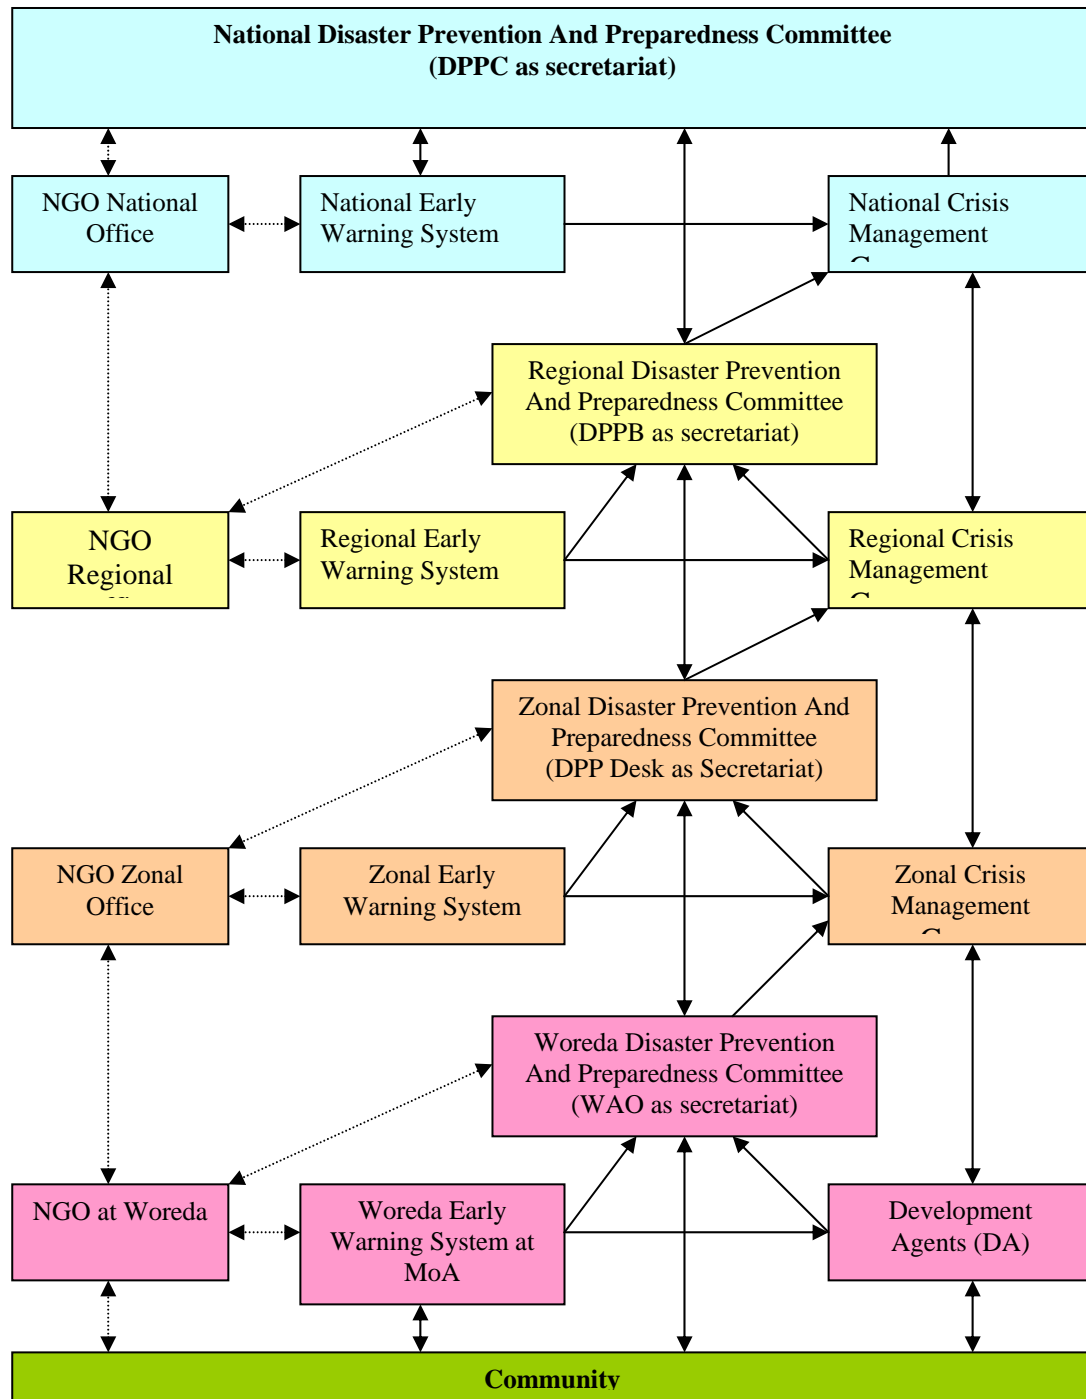 National Disaster Prevention And Preparedness Committee
(DPPC as secretariat)
NGO National
Office
National Early
Warning System
National Crisis
Management
Regional Disaster Prevention
And Preparedness Committee
(DPPB as secretariat)
NGO
Regional
Regional Early
Warning System
Regional Crisis
Management
Zonal Disaster Prevention And
Preparedness Committee
(DPP Desk as Secretariat)
NGO Zonal
Office
Zonal Early
Warning System
Zonal Crisis
Management
Woreda Disaster Prevention
And Preparedness Committee
(WAO as secretariat)
NGO at Woreda
Woreda Early
Warning System at
MoA
Development
Agents (DA)
Community